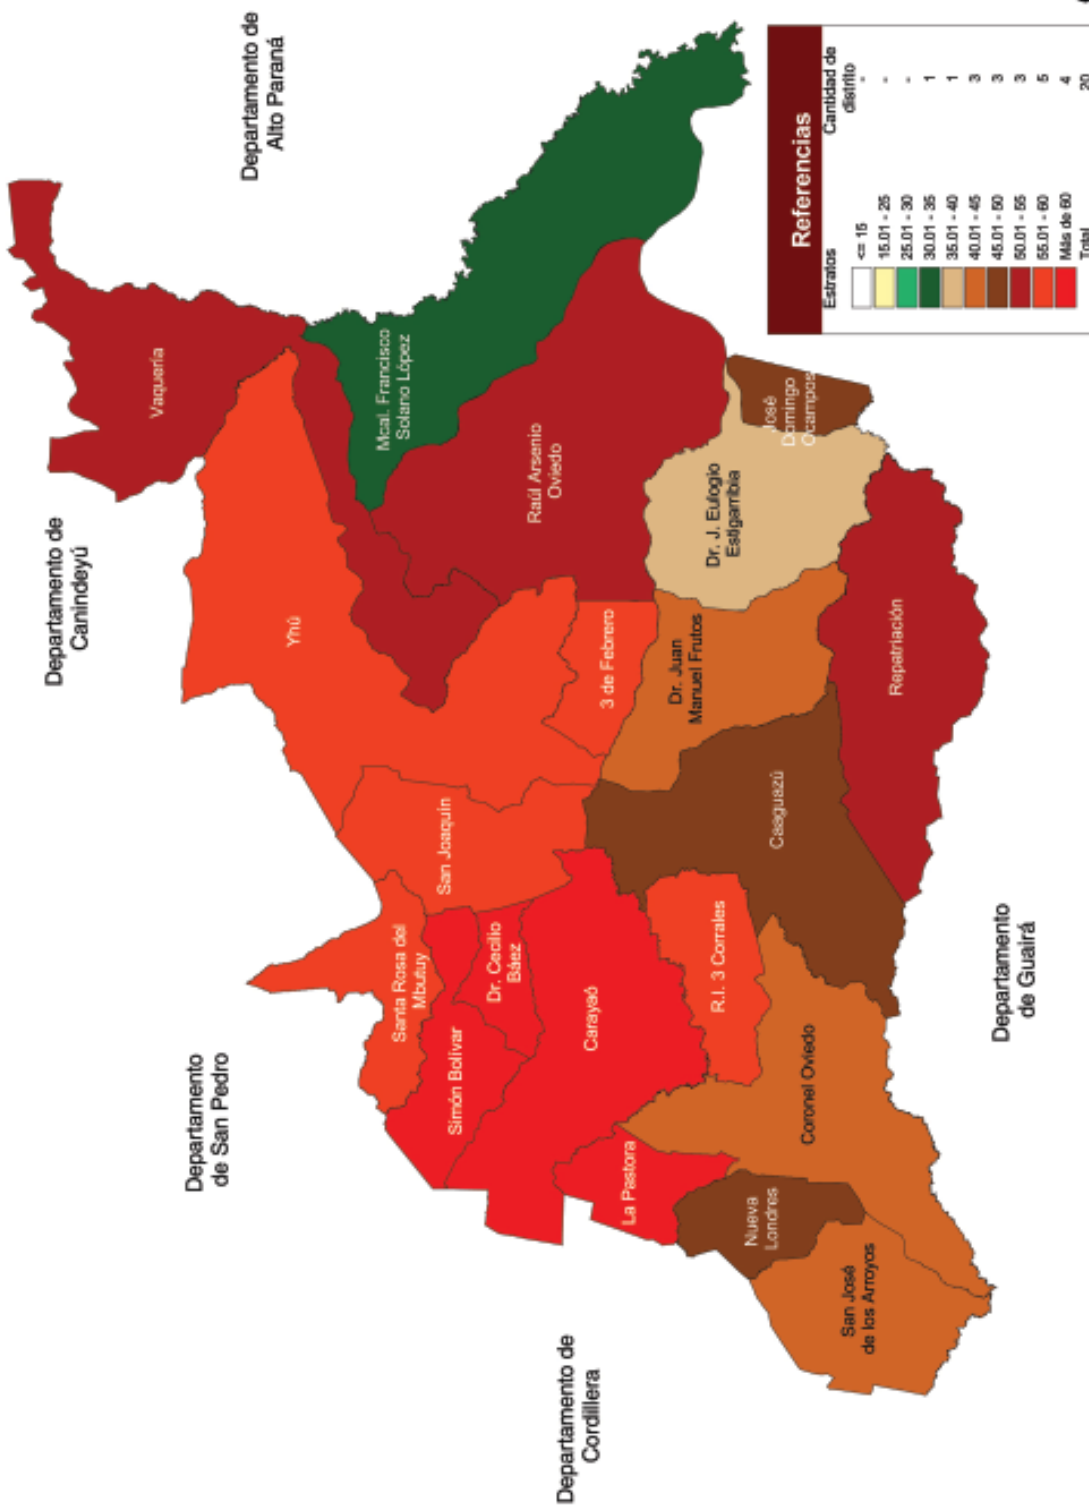 Departamento de
Canindeyú
Departamento de
Alto Paraná
Departamento
de San Pedro
Departamento de
Cordillera
Departamento
de Guairá
Vaquería
Yhú
Mcal. Francisco
Solano López
Raúl Arsenio
Oviedo
San Joaquín
Santa Rosa del
Mbutuy
Simón Bolívar
Dr. Cecilio
Báez
Carayaó
3 de Febrero
La Pastora
R.I. 3 Corrales
Dr. Juan
Manuel Frutos
Dr. J. Eulogio
Estigarribia
José
Domingo
Ocampos
Nueva
Londres
Coronel Oviedo
Caaguazú
Repatriación
San José
de los Arroyos
Referencias
Estratos Cantidad de
distrito
<= 15 -
15.01 - 25 -
25.01 - 30 -
30.01 - 35 1
35.01 - 40 1
40.01 - 45 3
45.01 - 50 3
50.01 - 55 3
55.01 - 60 5
Más de 60 4
Total 20